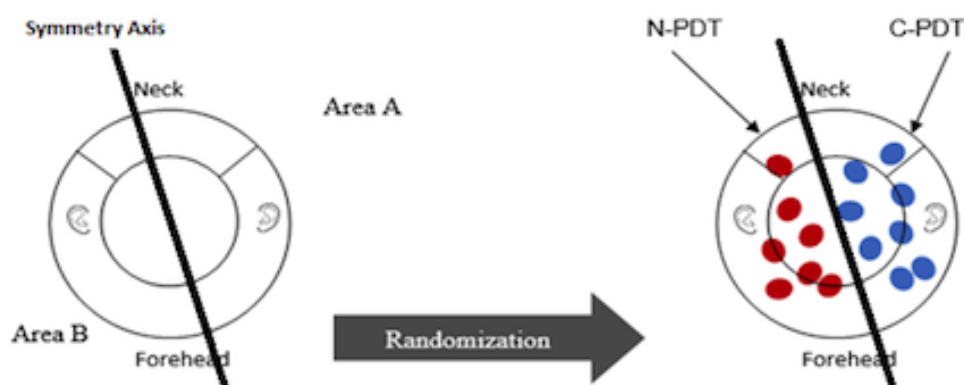 Symmetry Axis
Neck
Area A
Area B
Forehead
Randomization
N-PDT
C-PDT
Neck
Forehead